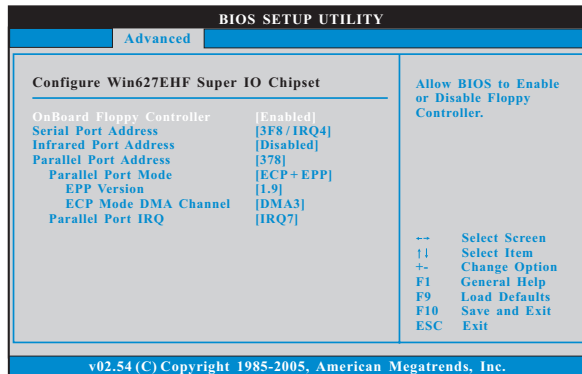 BIOS SETUP UTILITY
Advanced
Configure Win627EHF Super IO Chipset
OnBoard Floppy Controller [Enabled]
Serial Port Address [3F8 / IRQ4]
Infrared Port Address [Disabled]
Parallel Port Address [378]
Parallel Port Mode [ECP + EPP]
EPP Version [1.9]
ECP Mode DMA Channel [DMA3]
Parallel Port IRQ [IRQ7]
Allow BIOS to Enable
or Disable Floppy
Controller.
←→ Select Screen
↑↓ Select Item
+- Change Option
F1 General Help
F9 Load Defaults
F10 Save and Exit
ESC Exit
v02.54 (C) Copyright 1985-2005, American Megatrends, Inc.